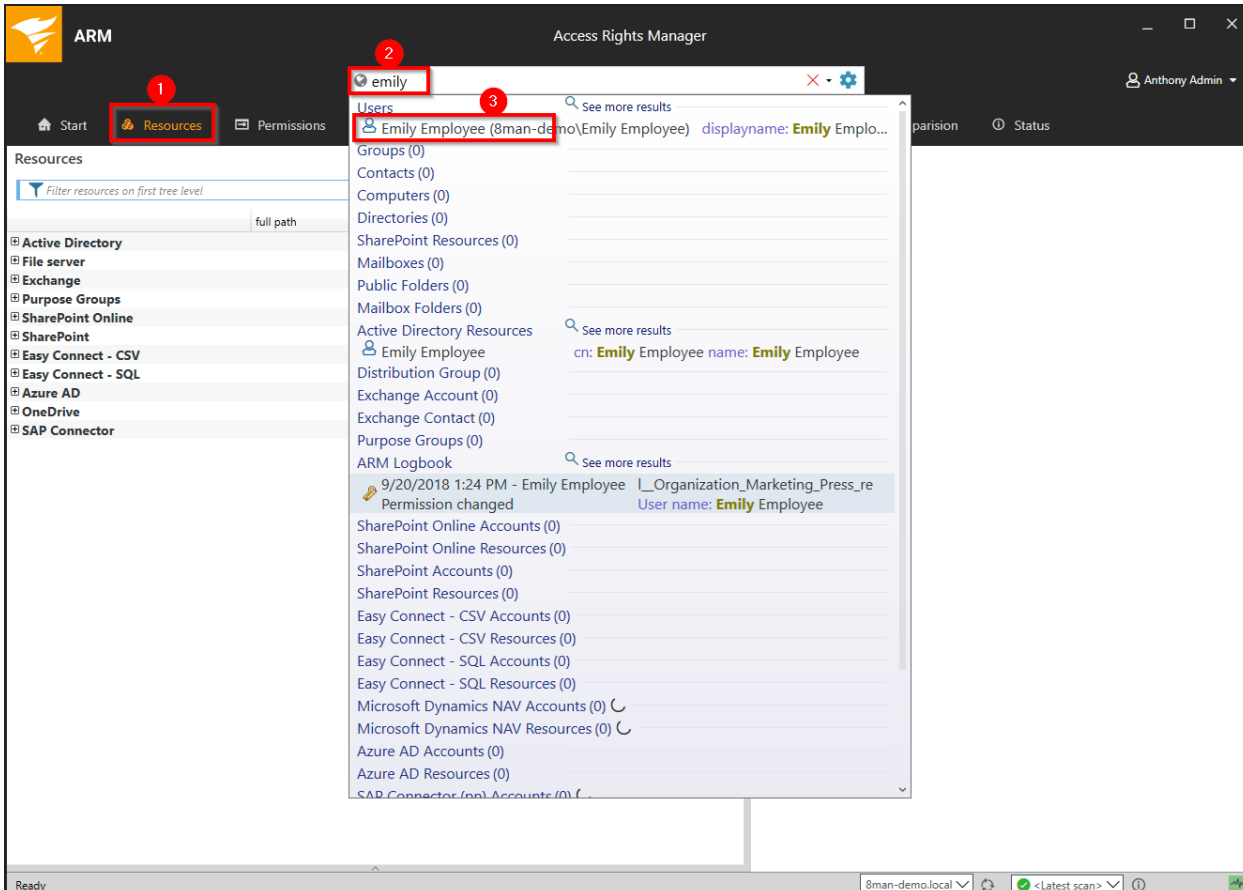 ARM
Access Rights Manager
2
emily
Anthony Admin
1
Start
Resources
Permissions
parision
Status
3
Users
See more results
Emily Employee (8man-demo\Emily Employee) displayname: Emily Emplo...
Groups (0)
Contacts (0)
Computers (0)
Directories (0)
SharePoint Resources (0)
Mailboxes (0)
Public Folders (0)
Mailbox Folders (0)
Active Directory Resources
See more results
Emily Employee cn: Emily Employee name: Emily Employee
Distribution Group (0)
Exchange Account (0)
Exchange Contact (0)
Purpose Groups (0)
ARM Logbook
See more results
9/20/2018 1:24 PM - Emily Employee l__Organization_Marketing_Press_re
Permission changed User name: Emily Employee
SharePoint Online Accounts (0)
SharePoint Online Resources (0)
SharePoint Accounts (0)
SharePoint Resources (0)
Easy Connect - CSV Accounts (0)
Easy Connect - CSV Resources (0)
Easy Connect - SQL Accounts (0)
Easy Connect - SQL Resources (0)
Microsoft Dynamics NAV Accounts (0)
Microsoft Dynamics NAV Resources (0)
Azure AD Accounts (0)
Azure AD Resources (0)
SAP Connector (pn) Accounts (0)
Resources
Filter resources on first tree level
full path
Active Directory
File server
Exchange
Purpose Groups
SharePoint Online
SharePoint
Easy Connect - CSV
Easy Connect - SQL
Azure AD
OneDrive
SAP Connector
Ready
8man-demo.local
<Latest scan>